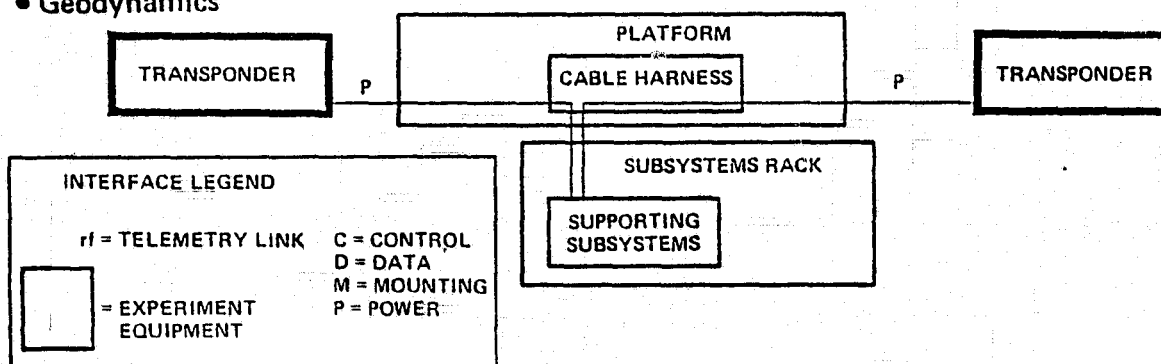 • Geodynamics
PLATFORM
TRANSPONDER
P
CABLE HARNESS
P
TRANSPONDER
SUBSYSTEMS RACK
SUPPORTING
SUBSYSTEMS
INTERFACE LEGEND
rf = TELEMETRY LINK
C = CONTROL
D = DATA
M = MOUNTING
P = POWER
= EXPERIMENT
EQUIPMENT